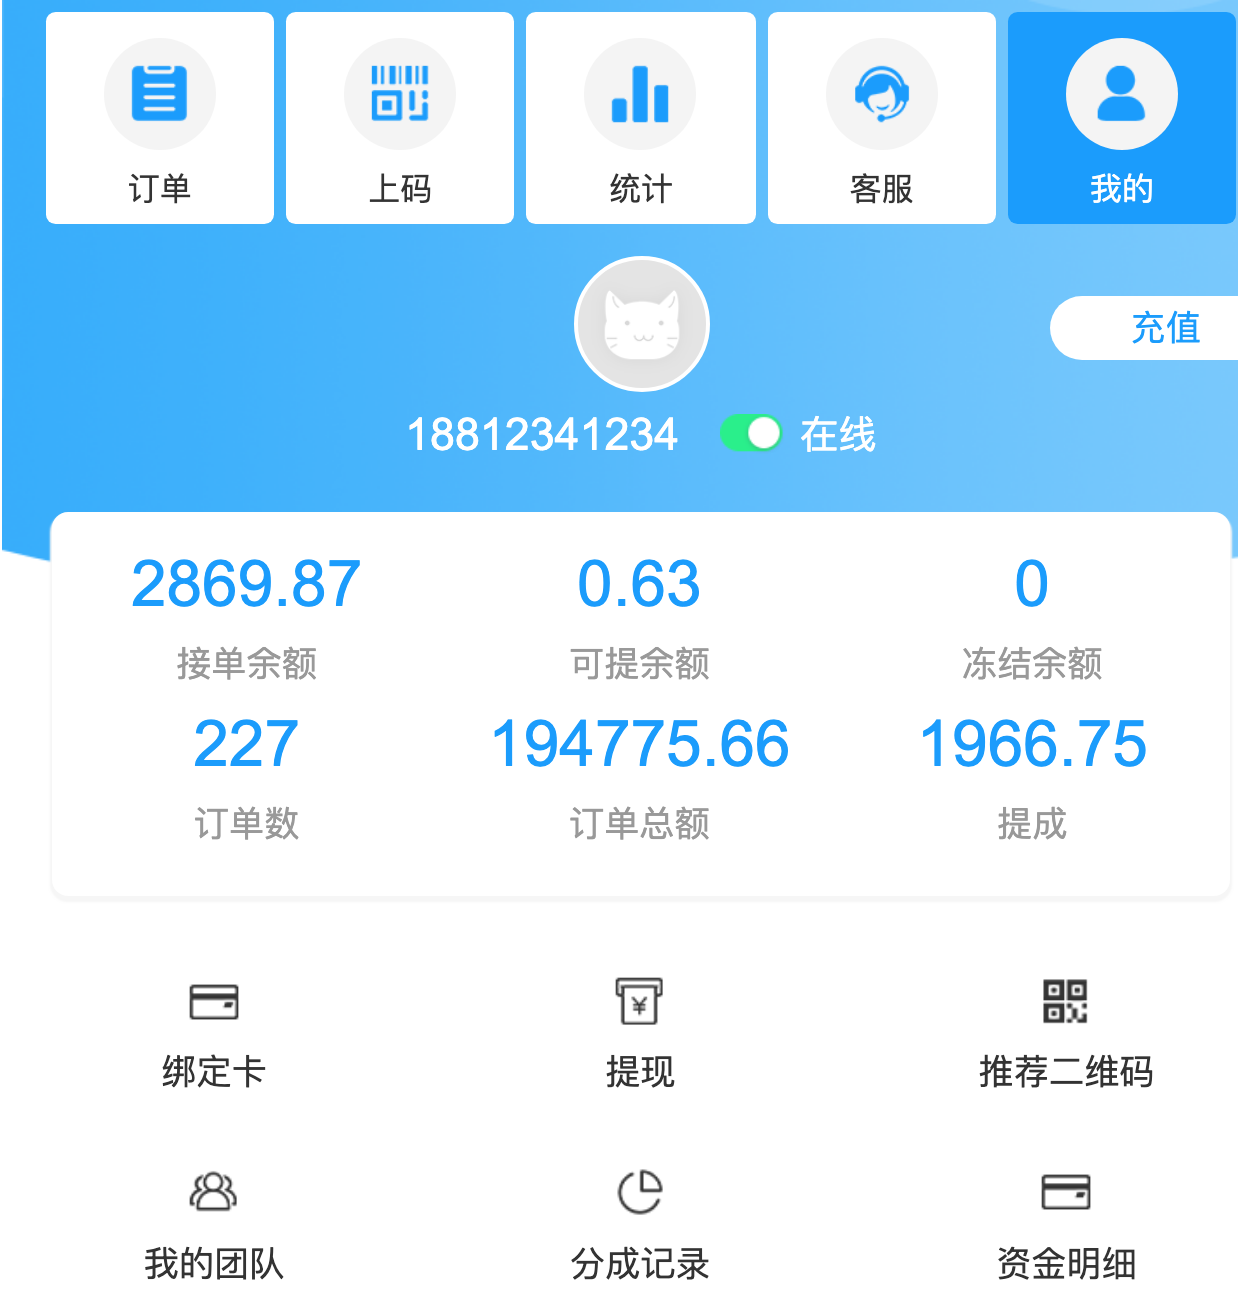 订单 上码 统计 客服 我的
充值
18812341234 在线
2869.87 0.63 0
接单余额 可提余额 冻结余额
227 194775.66 1966.75
订单数 订单总额 提成
绑定卡 提现 推荐二维码
我的团队 分成记录 资金明细